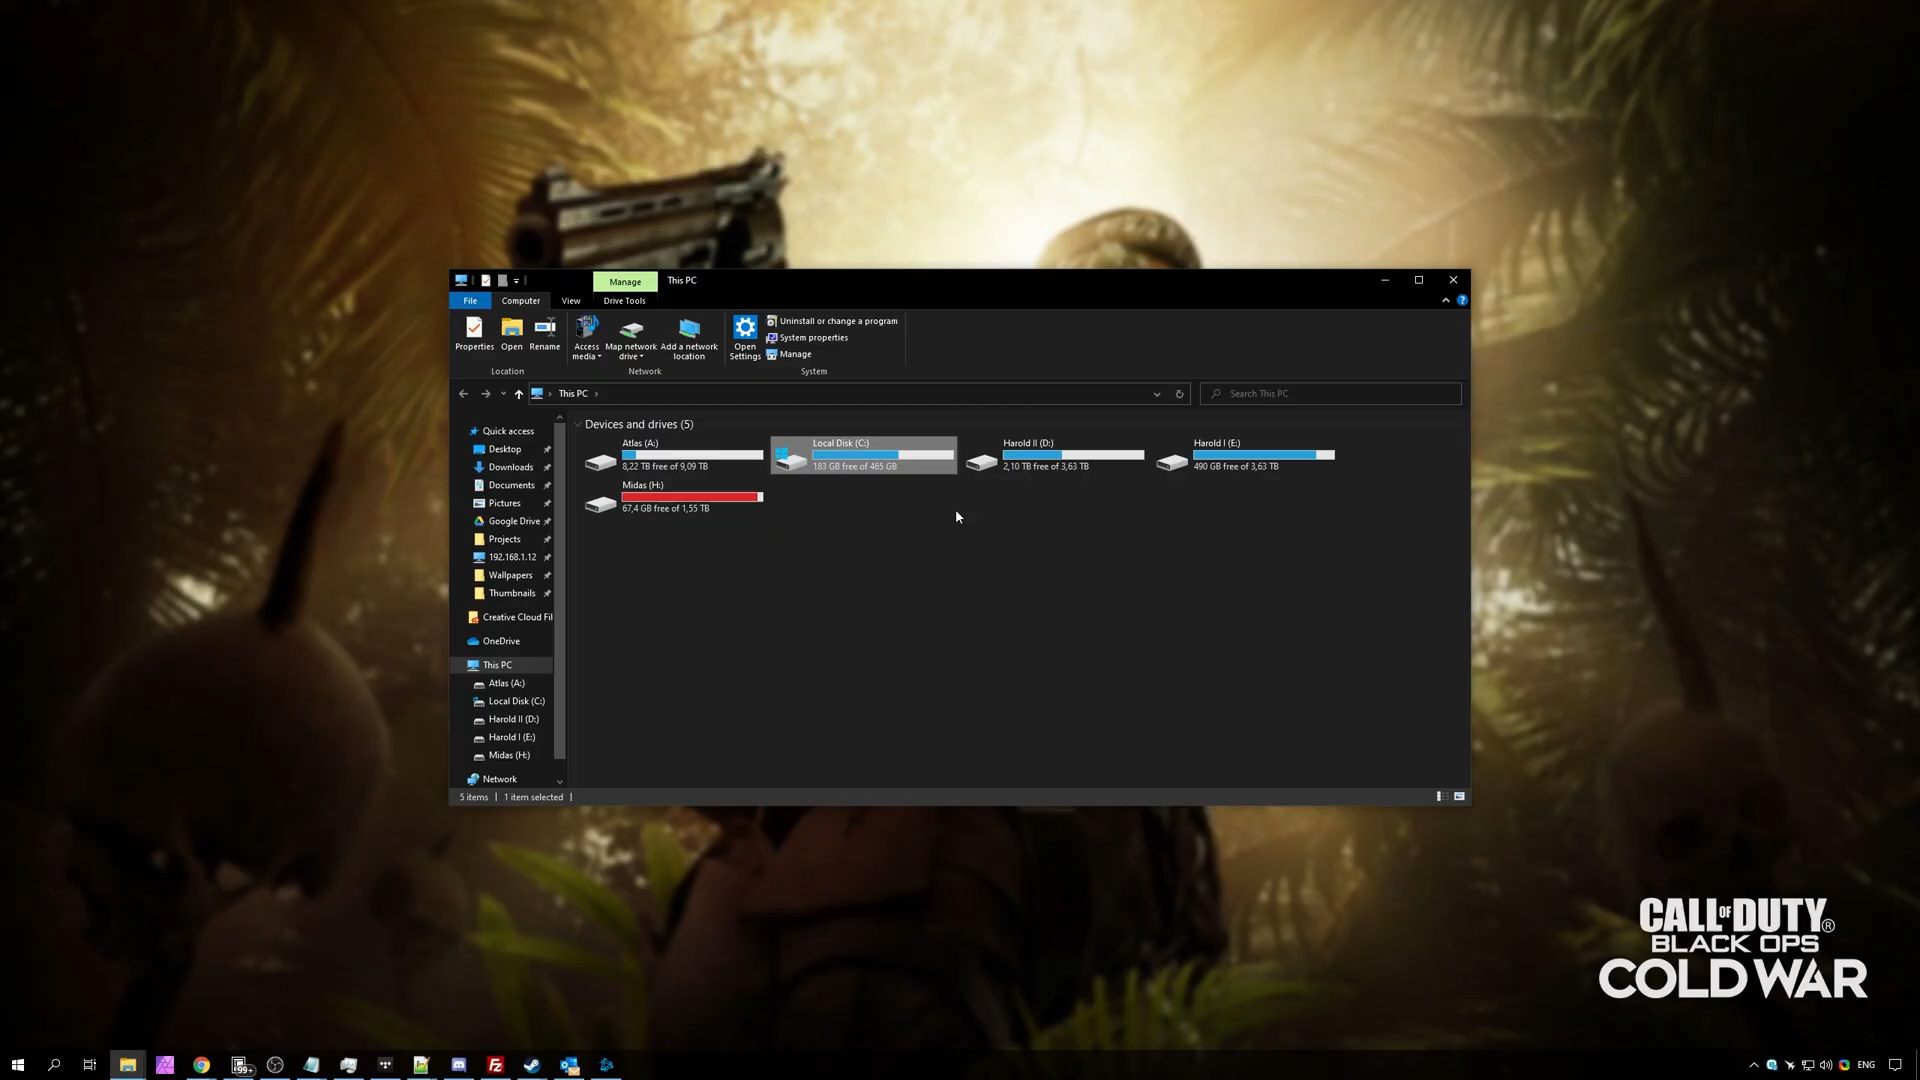 Manage
This PC
File
Computer
View
Drive Tools
Properties
Open
Rename
Access media
Map network drive
Add a network location
Open Settings
Uninstall or change a program
System properties
Manage
Location
Network
System
This PC
Search This PC
Quick access
Desktop
Downloads
Documents
Pictures
Google Drive
Projects
192.168.1.12
Wallpapers
Thumbnails
Creative Cloud Fil
OneDrive
This PC
Atlas (A:)
Local Disk (C:)
Harold II (D:)
Harold I (E:)
Midas (H:)
Network
Devices and drives (5)
Atlas (A:)
8,22 TB free of 9,09 TB
Local Disk (C:)
183 GB free of 465 GB
Harold II (D:)
2,10 TB free of 3,63 TB
Harold I (E:)
490 GB free of 3,63 TB
Midas (H:)
67,4 GB free of 1,55 TB
5 items
1 item selected
CALL OF DUTY®
BLACK OPS
COLD WAR
99+
ENG